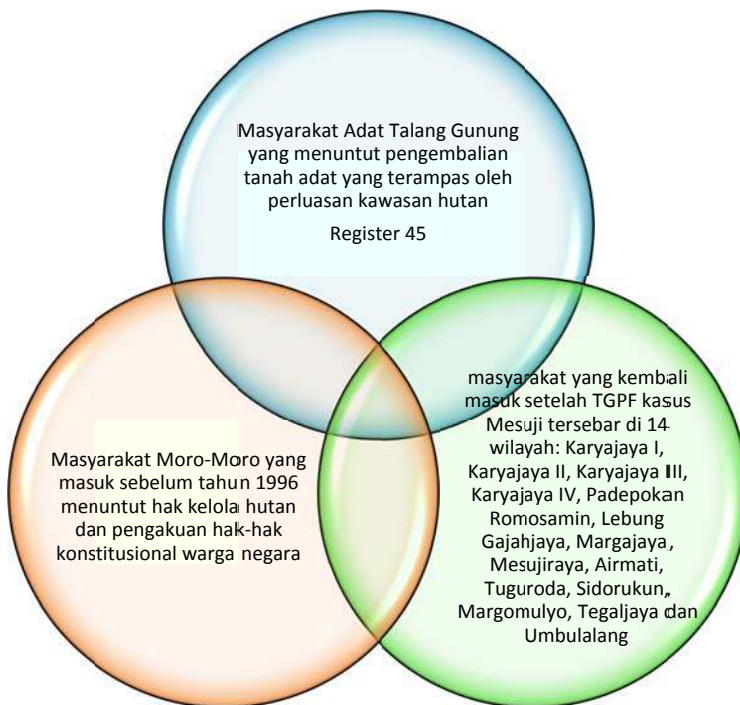 Masyarakat Adat Talang Gunung
yang menuntut pengembalian
tanah adat yang terampas oleh
perluasan kawasan hutan
Register 45
masyarakat yang kembali
masuk setelah TGPF kasus
Mesuji tersebar di 14
wilayah: Karyajaya I,
Karyajaya II, Karyajaya III,
Karyajaya IV, Padepokan
Romosamin, Lebung
Gajahjaya, Margajaya,
Mesujiraya, Airmati,
Tuguroda, Sidorukun,
Margomulyo, Tegaljaya dan
Umbulalang
Masyarakat Moro-Moro yang
masuk sebelum tahun 1996
menuntut hak kelola hutan
dan pengakuan hak-hak
konstitusional warga negara